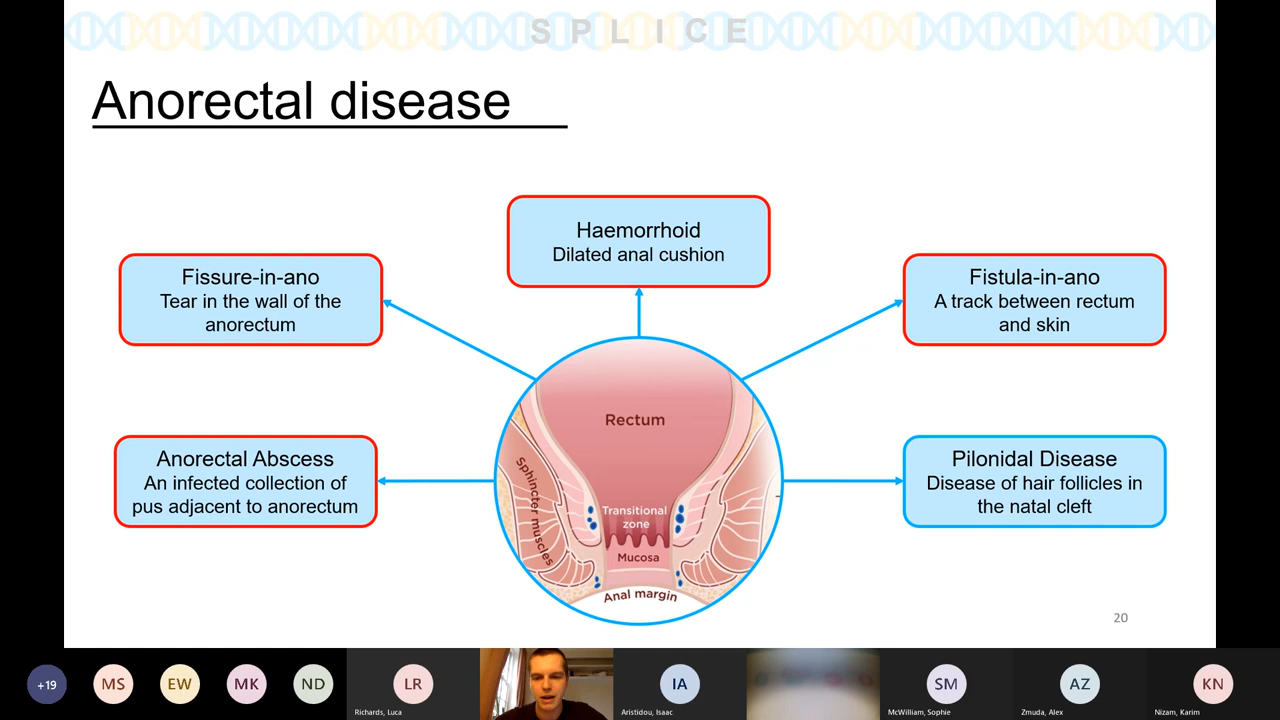 SPLICE
Anorectal disease
Haemorrhoid
Dilated anal cushion
Fissure-in-ano
Tear in the wall of the
anorectum
Fistula-in-ano
A track between rectum
and skin
Anorectal Abscess
An infected collection of
pus adjacent to anorectum
Pilonidal Disease
Disease of hair follicles in
the natal cleft
Rectum
Sphincter muscles
Transitional
zone
Mucosa
Anal margin
20
+19
MS
EW
MK
ND
LR
Richards, Luca
IA
Aristidou, Isaac
SM
McWilliam, Sophie
AZ
Zmuda, Alex
KN
Nizam, Karim